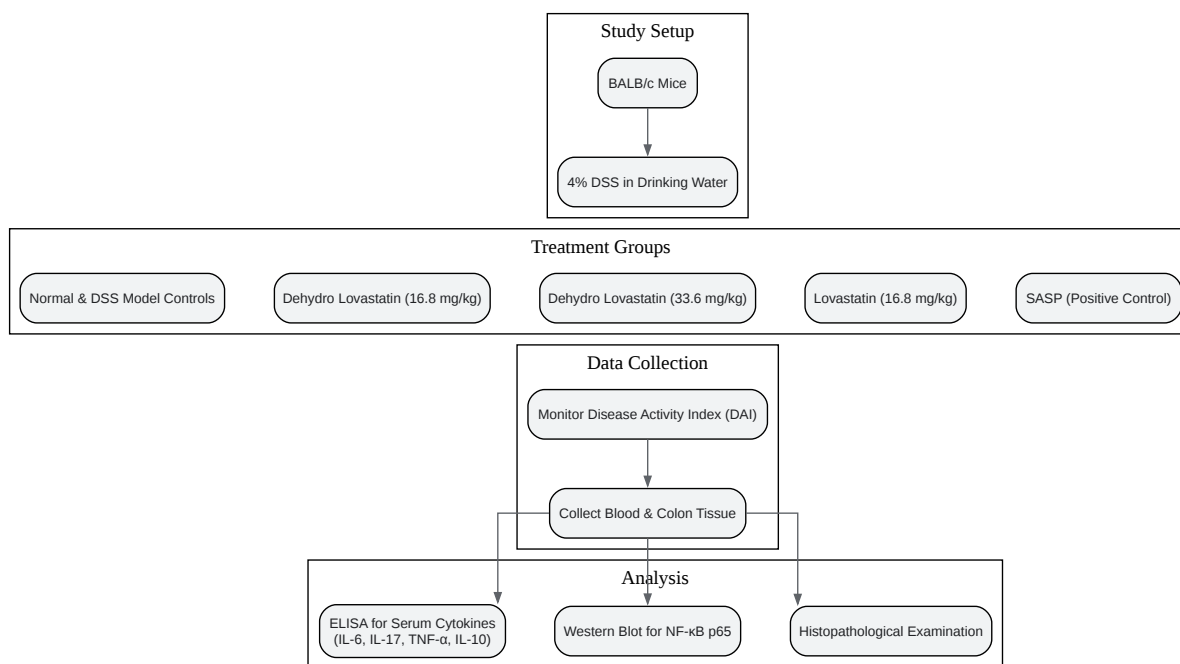 Study Setup
BALB/c Mice
4% DSS in Drinking Water
Treatment Groups
Normal & DSS Model Controls
Dehydro Lovastatin (16.8 mg/kg)
Dehydro Lovastatin (33.6 mg/kg)
Lovastatin (16.8 mg/kg)
SASP (Positive Control)
Data Collection
Monitor Disease Activity Index (DAI)
Collect Blood & Colon Tissue
Analysis
ELISA for Serum Cytokines
(IL-6, IL-17, TNF-α, IL-10)
Western Blot for NF-κB p65
Histopathological Examination